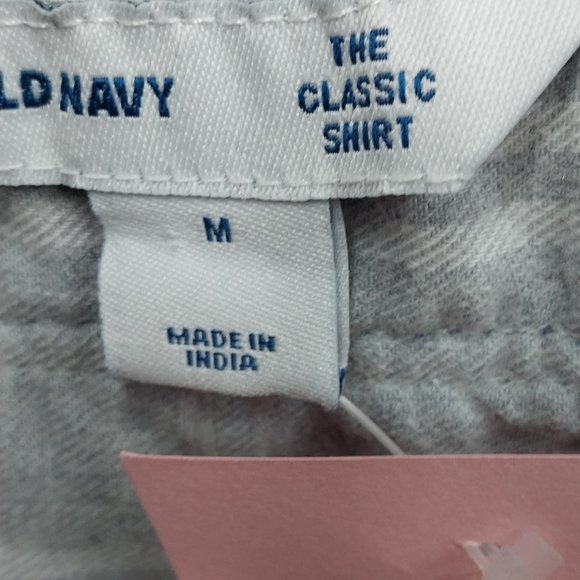 LD NAVY
THE
CLASSIC
SHIRT
M
MADE IN
INDIA